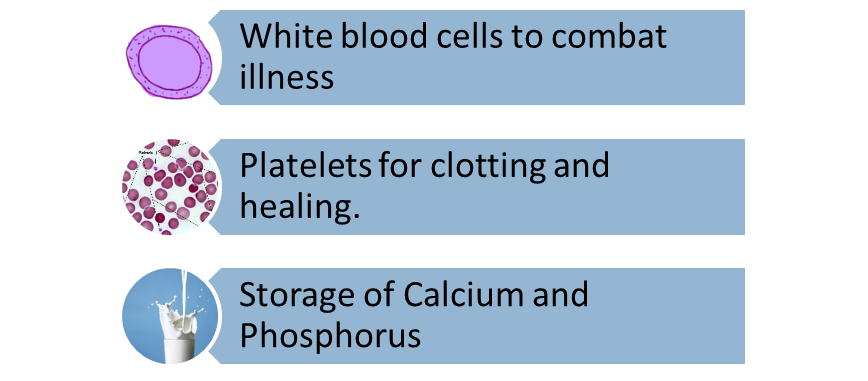 White blood cells to combat
illness
Platelets for clotting and
healing.
Storage of Calcium and
Phosphorus